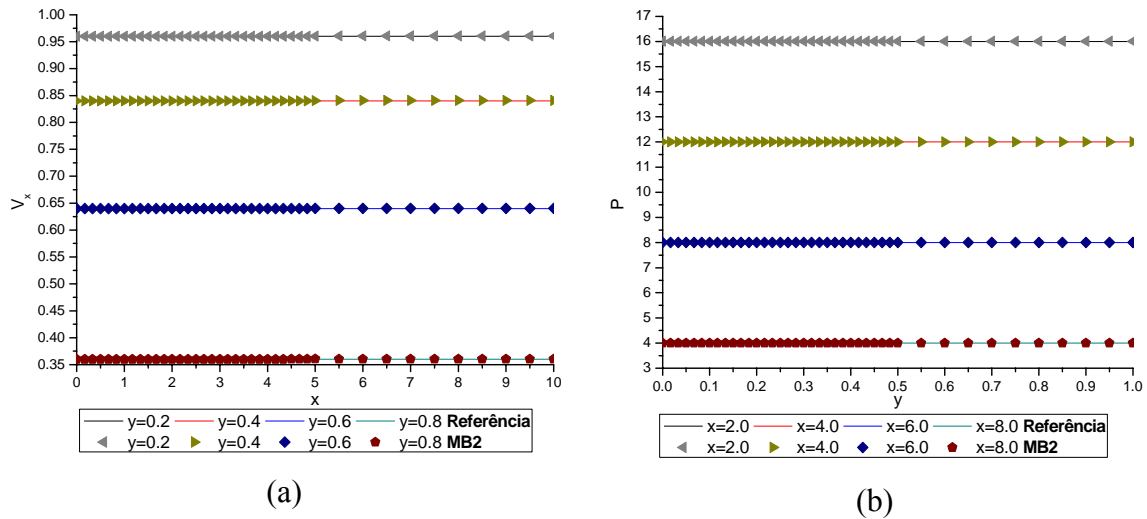 1.00
0.95
0.90
0.85
0.80
0.75
0.70
0.65
0.60
0.55
0.50
0.45
0.40
0.35
Vx
0 1 2 3 4 5 6 7 8 9 10
x
y=0.2 y=0.4 y=0.6 y=0.8 Referência
y=0.2 y=0.4 y=0.6 y=0.8 MB2
(a)
17
16
15
14
13
12
11
10
9
8
7
6
5
4
3
P
0.0 0.1 0.2 0.3 0.4 0.5 0.6 0.7 0.8 0.9 1.0
y
x=2.0 x=4.0 x=6.0 x=8.0 Referência
x=2.0 x=4.0 x=6.0 x=8.0 MB2
(b)